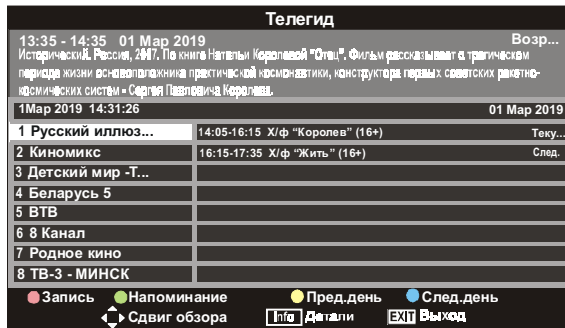 Телегид
13:35 - 14:35 01 Мар 2019 Возр...
Исторический. Россия, 2007. По книге Натальи Королевой "Отец". Фильм рассказывает о трагическом
периоде жизни основоположника практической космонавтики, конструктора первых советских ракетно-
космических систем - Сергея Павловича Королева.
1Мар 2019 14:31:26 01 Мар 2019
1 Русский иллюз... 14:05-16:15 Х/ф “Королев” (16+) Теку...
2 Киномикс 16:15-17:35 Х/ф “Жить” (16+) След.
3 Детский мир -Т...
4 Беларусь 5
5 ВТВ
6 8 Канал
7 Родное кино
8 ТВ-3 - МИНСК
Запись Напоминание Пред.день След.день
Сдвиг обзора Info Детали EXIT Выход